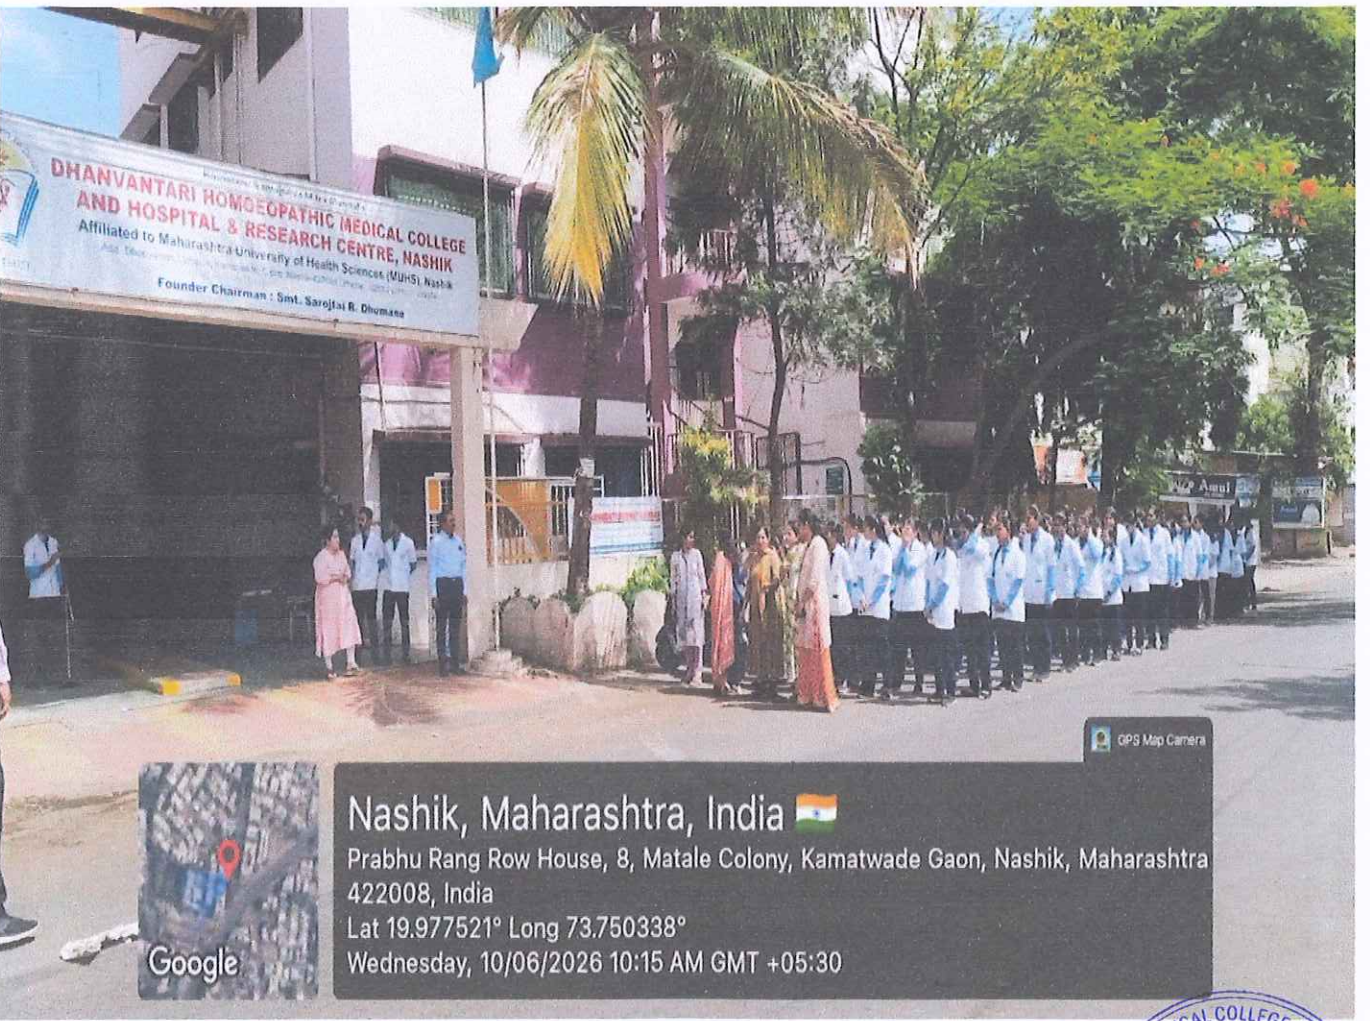 DHANVANTARI HOMOEOPATHIC MEDICAL COLLEGE
AND HOSPITAL & RESEARCH CENTRE, NASHIK
Affiliated to Maharashtra University of Health Sciences (MUHS), Nashik
Founder Chairman : Smt. Sarojtai R. Dhumane
Amul
GPS Map Camera
Nashik, Maharashtra, India
Prabhu Rang Row House, 8, Matale Colony, Kamatwade Gaon, Nashik, Maharashtra
422008, India
Lat 19.977521° Long 73.750338°
Wednesday, 10/06/2026 10:15 AM GMT +05:30
Google
COLLEGE